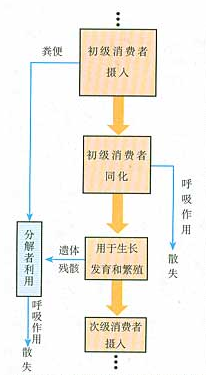 粪便
初级消费者
摄入
初级消费者
同化
呼吸作用
散失
分解者利用
遗体
残骸
用于生长
发育和繁殖
呼吸作用
散失
次级消费者
摄入